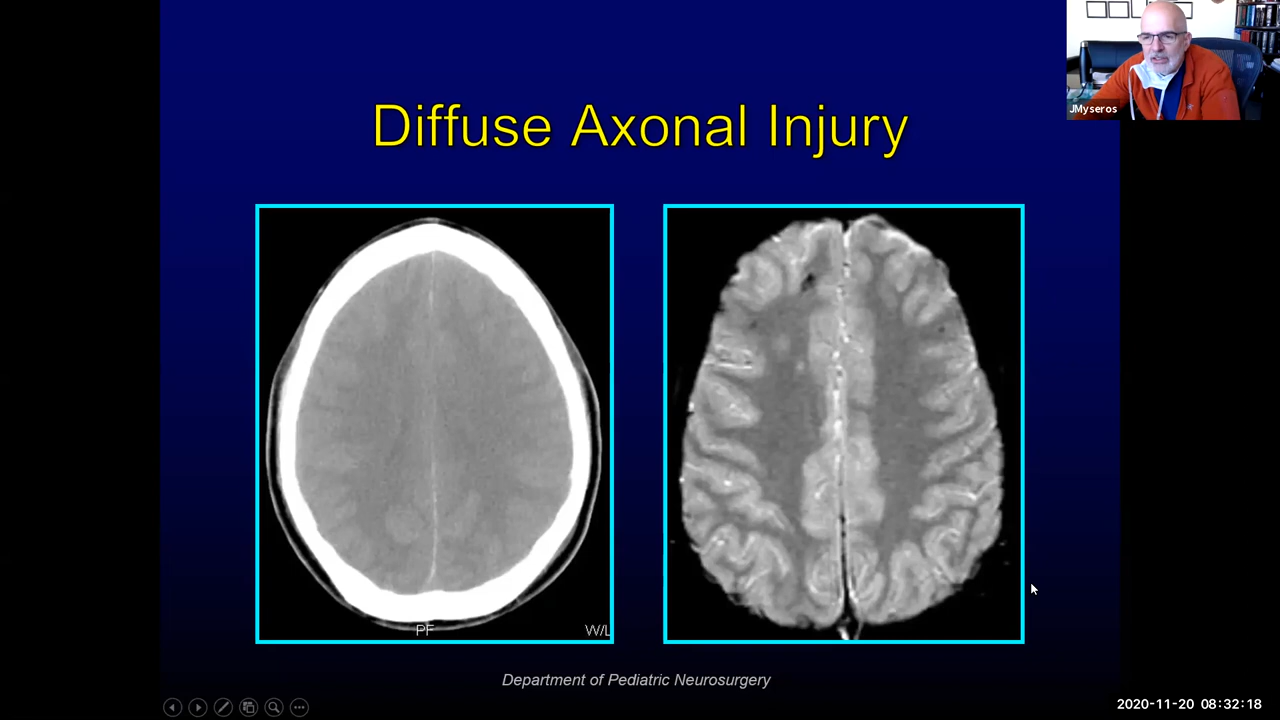 JMyseros
Diffuse Axonal Injury
PF
W/L
Department of Pediatric Neurosurgery
2020-11-20 08:32:18